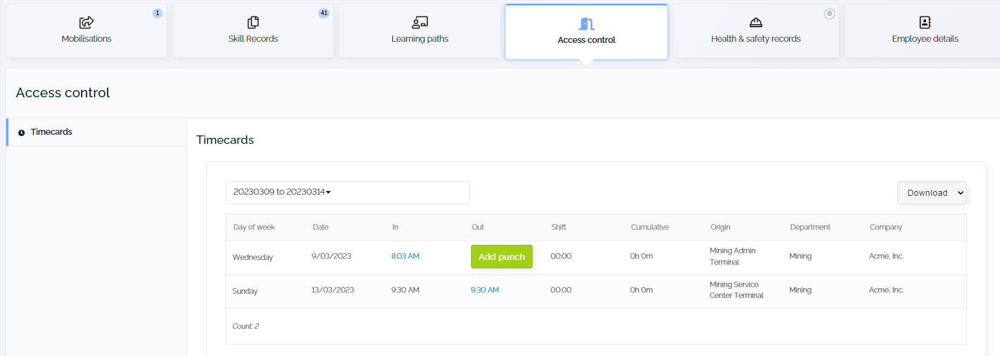 1
Mobilisations
41
Skill Records
Learning paths
Access control
0
Health & safety records
Employee details
Access control
Timecards
Timecards
20230309 to 20230314
Download
Day of week Date In Out Shift Cumulative Origin Department Company
Wednesday 9/03/2023 8:03 AM Add punch 00:00 0h 0m Mining Admin Terminal Mining Acme, Inc.
Sunday 13/03/2023 9:30 AM 9:30 AM 00:00 0h 0m Mining Service Center Terminal Mining Acme, Inc.
Count: 2